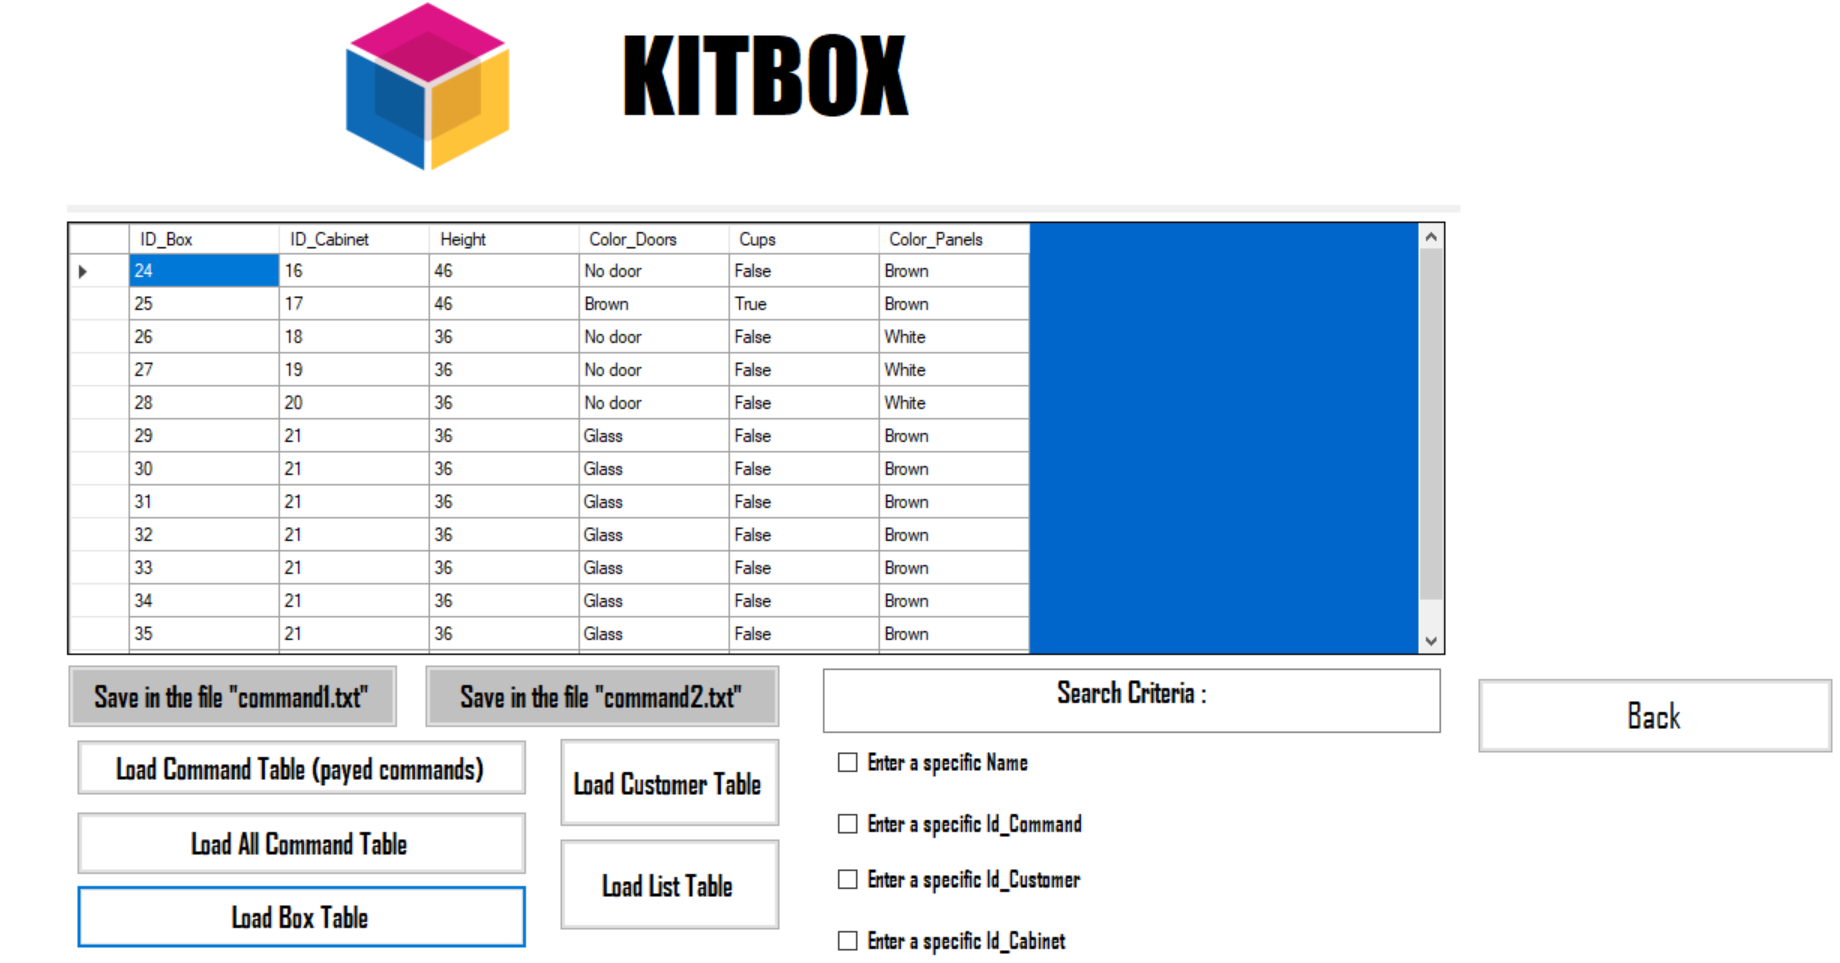 KITBOX
ID_Box ID_Cabinet Height Color_Doors Cups Color_Panels
24 16 46 No door False Brown
25 17 46 Brown True Brown
26 18 36 No door False White
27 19 36 No door False White
28 20 36 No door False White
29 21 36 Glass False Brown
30 21 36 Glass False Brown
31 21 36 Glass False Brown
32 21 36 Glass False Brown
33 21 36 Glass False Brown
34 21 36 Glass False Brown
35 21 36 Glass False Brown
Save in the file "command1.txt"
Save in the file "command2.txt"
Search Criteria :
Back
Load Command Table (payed commands)
Load Customer Table
Load All Command Table
Load List Table
Load Box Table
Enter a specific Name
Enter a specific Id_Command
Enter a specific Id_Customer
Enter a specific Id_Cabinet